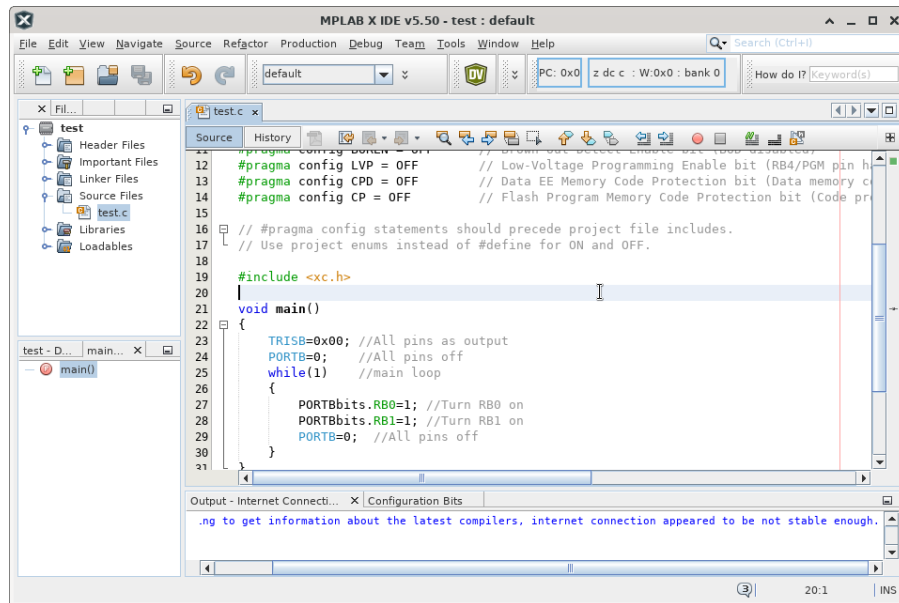 MPLAB X IDE v5.50 - test : default
File Edit View Navigate Source Refactor Production Debug Team Tools Window Help
Search (Ctrl+I)
default
DV
PC: 0x0
z dc c : W:0x0 : bank 0
How do I? Keyword(s)
Fil...
test
Header Files
Important Files
Linker Files
Source Files
test.c
Libraries
Loadables
test - D... main...
main()
test.c
Source History
12 #pragma config LVP = OFF // Low-Voltage Programming Enable bit (RB4/PGM pin
13 #pragma config CPD = OFF // Data EE Memory Code Protection bit (Data memory
14 #pragma config CP = OFF // Flash Program Memory Code Protection bit (Code
15
16 // #pragma config statements should precede project file includes.
17 // Use project enums instead of #define for ON and OFF.
18
19 #include <xc.h>
20
21 void main()
22 {
23 TRISB=0x00; //All pins as output
24 PORTB=0; //All pins off
25 while(1) //main loop
26 {
27 PORTBbits.RB0=1; //Turn RB0 on
28 PORTBbits.RB1=1; //Turn RB1 on
29 PORTB=0; //All pins off
30 }
31 }
Output - Internet Connecti... Configuration Bits
.ng to get information about the latest compilers, internet connection appeared to be not stable enough.
3 20:1 INS